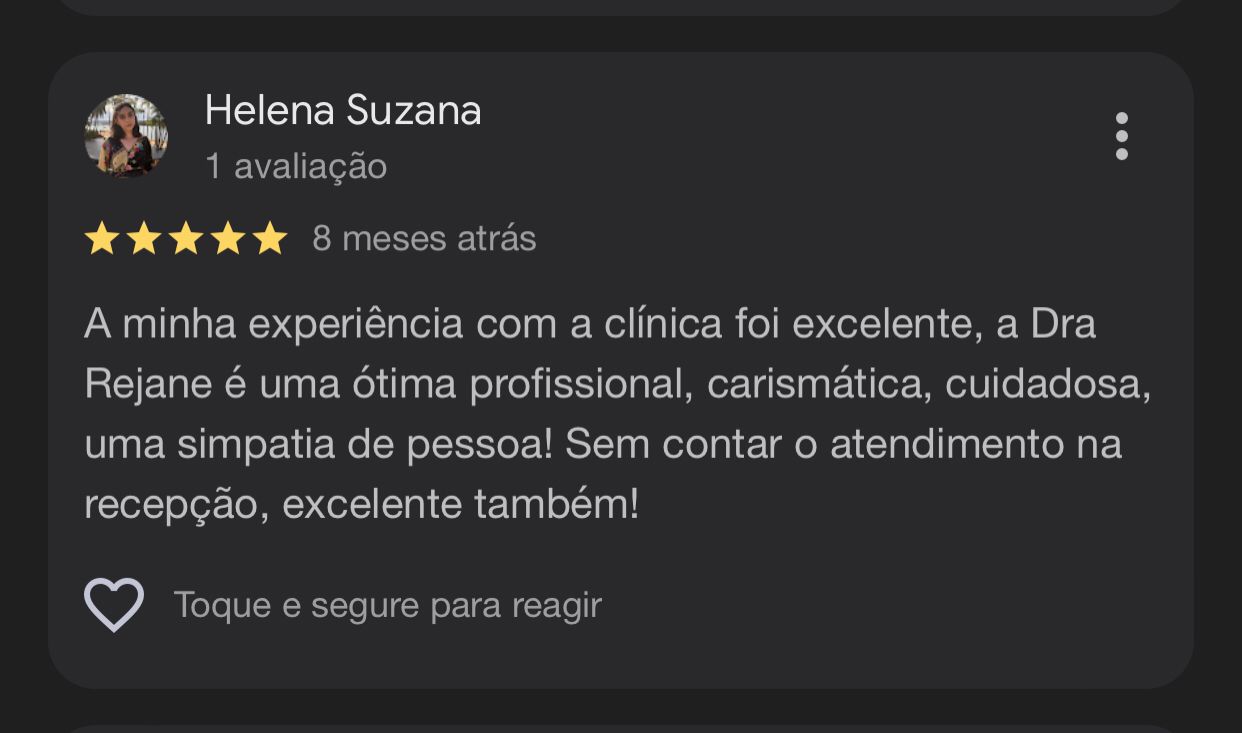 Helena Suzana
1 avaliação
8 meses atrás
A minha experiência com a clínica foi excelente, a Dra
Rejane é uma ótima profissional, carismática, cuidadosa,
uma simpatia de pessoa! Sem contar o atendimento na
recepção, excelente também!
Toque e segure para reagir